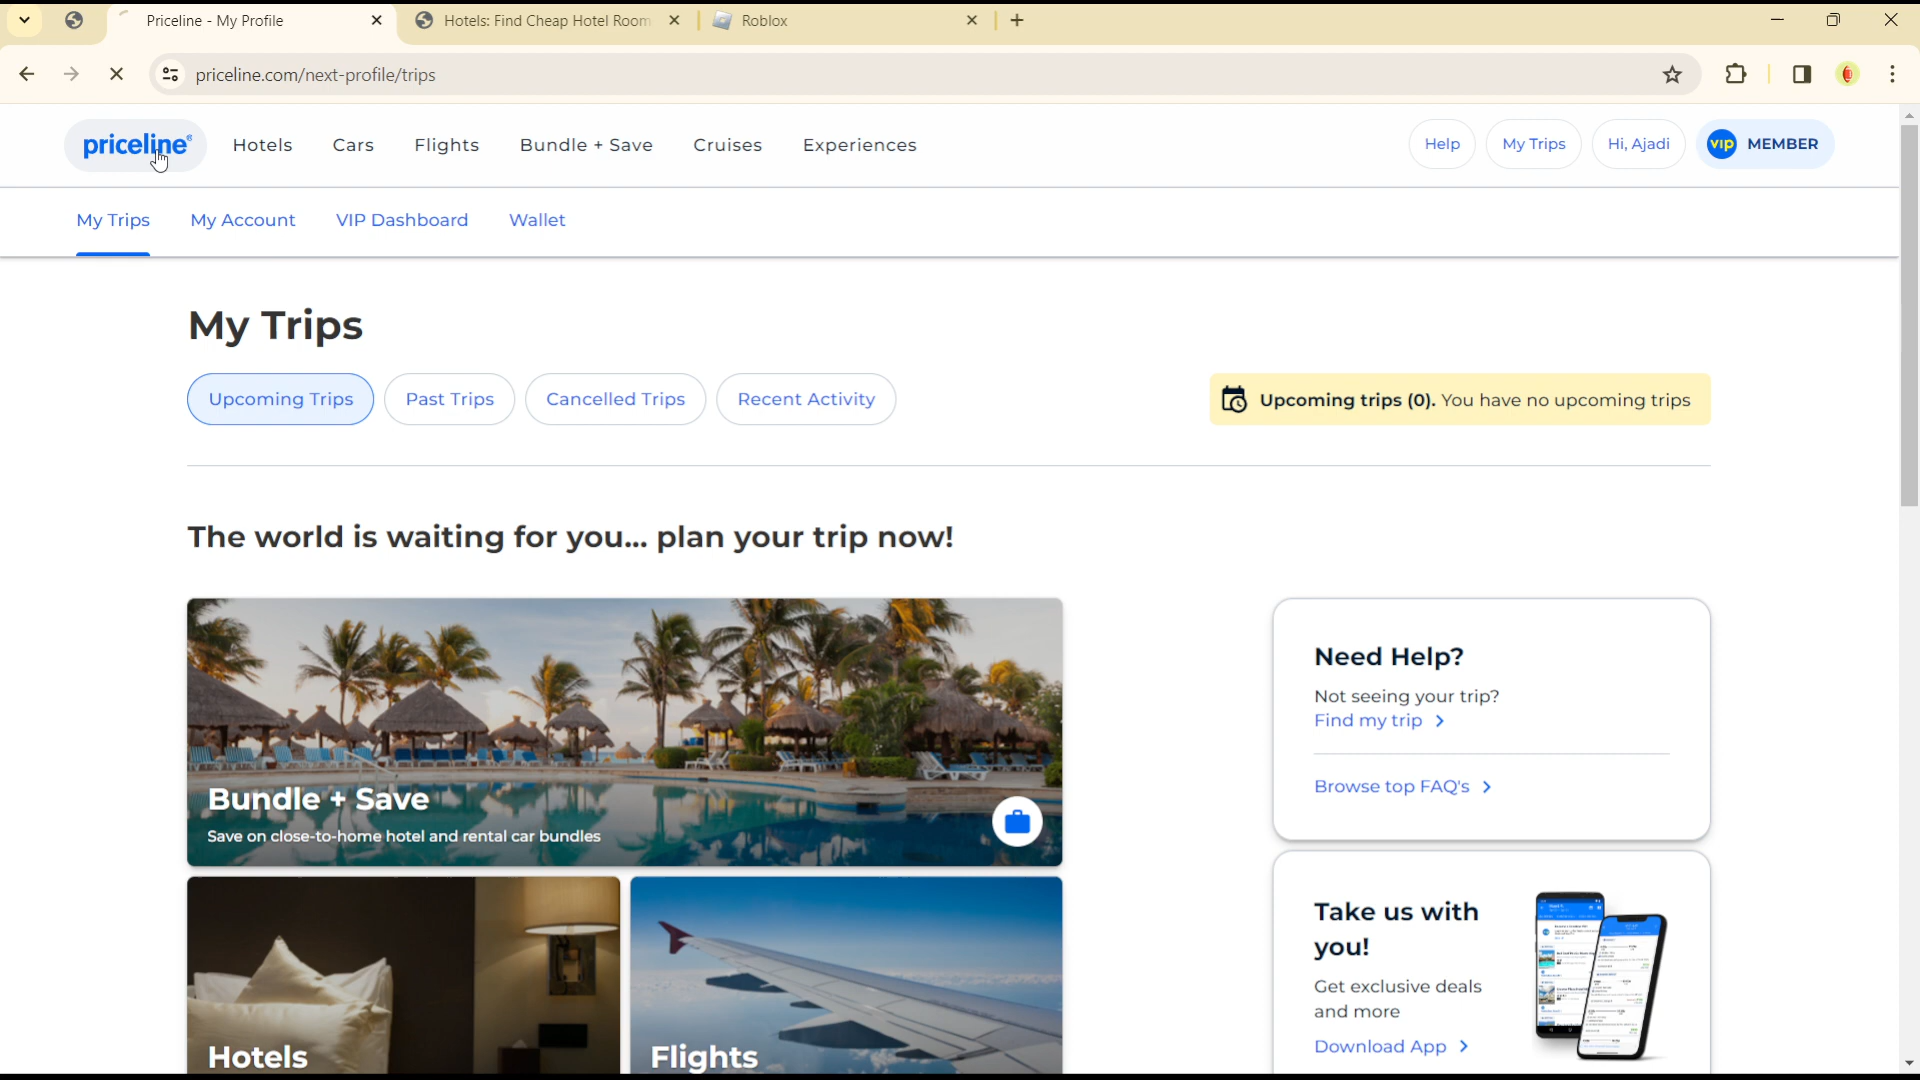 Priceline - My Profile
Hotels: Find Cheap Hotel Room
Roblox
priceline.com/next-profile/trips
priceline®
Hotels
Cars
Flights
Bundle + Save
Cruises
Experiences
Help
My Trips
Hi, Ajadi
VIP MEMBER
My Trips
My Account
VIP Dashboard
Wallet
My Trips
Upcoming Trips
Past Trips
Cancelled Trips
Recent Activity
Upcoming trips (0). You have no upcoming trips
The world is waiting for you... plan your trip now!
Bundle + Save
Save on close-to-home hotel and rental car bundles
Hotels
Flights
Need Help?
Not seeing your trip?
Find my trip
Browse top FAQ's
Take us with
you!
Get exclusive deals
and more
Download App